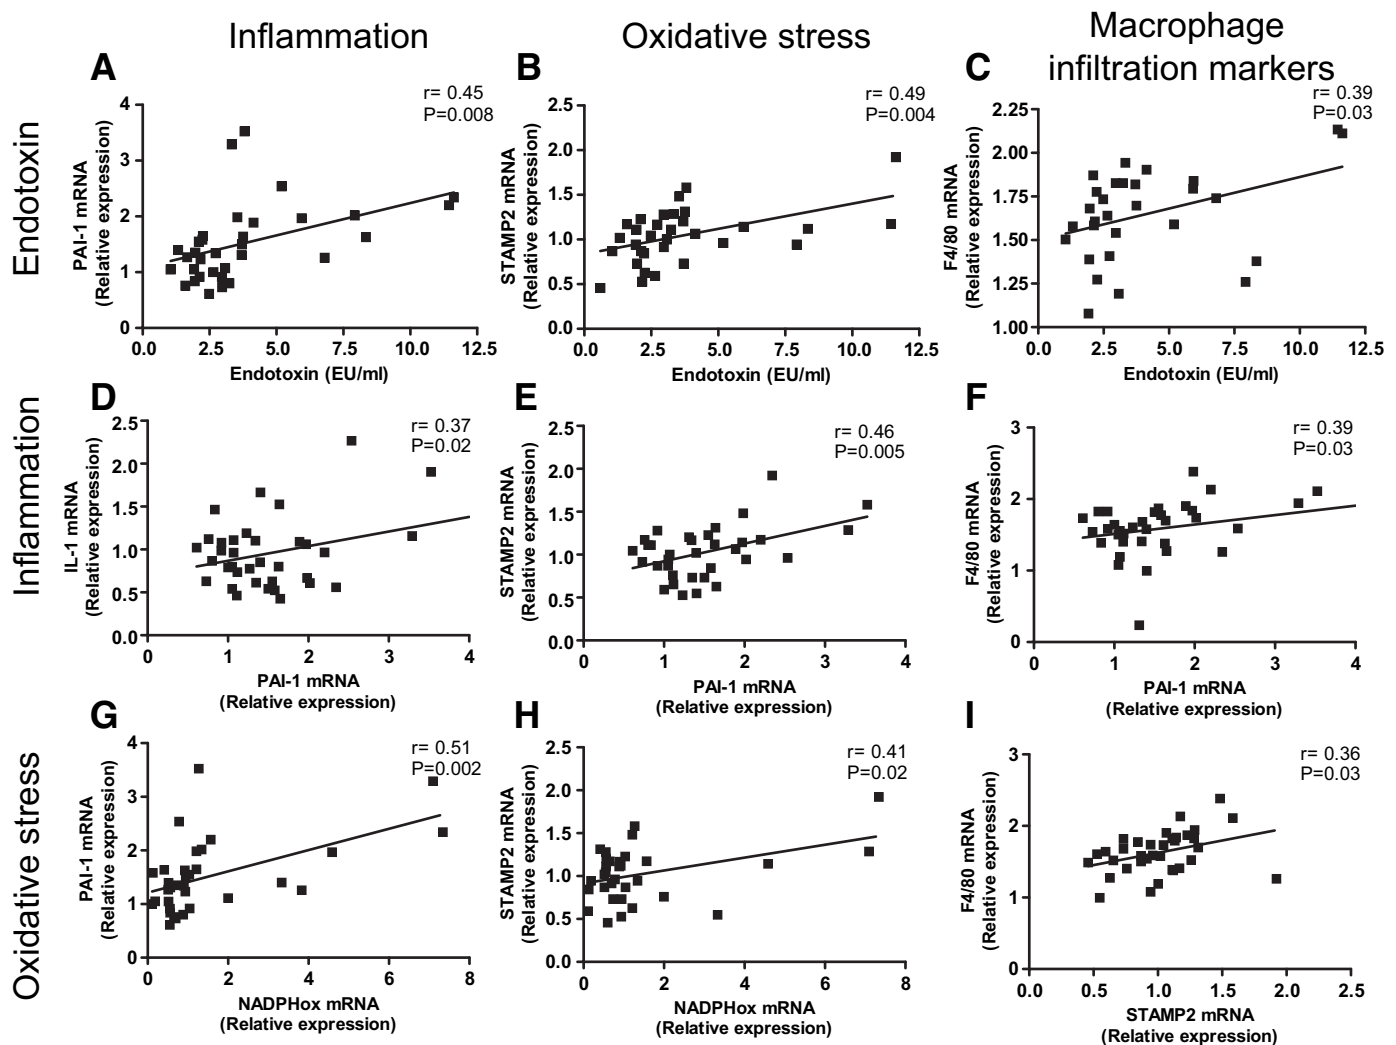 Inflammation
Oxidative stress
Macrophage
infiltration markers
Endotoxin
A
r= 0.45
P=0.008
PAI-1 mRNA
(Relative expression)
4
3
2
1
0
0.0 2.5 5.0 7.5 10.0 12.5
Endotoxin (EU/ml)
B
r= 0.49
P=0.004
STAMP2 mRNA
(Relative expression)
2.5
2.0
1.5
1.0
0.5
0.0
0.0 2.5 5.0 7.5 10.0 12.5
Endotoxin (EU/ml)
C
r= 0.39
P=0.03
F4/80 mRNA
(Relative expression)
2.25
2.00
1.75
1.50
1.25
1.00
0.0 2.5 5.0 7.5 10.0 12.5
Endotoxin (EU/ml)
Inflammation
D
r= 0.37
P=0.02
IL-1 mRNA
(Relative expression)
2.5
2.0
1.5
1.0
0.5
0.0
0 1 2 3 4
PAI-1 mRNA
(Relative expression)
E
r= 0.46
P=0.005
STAMP2 mRNA
(Relative expression)
2.5
2.0
1.5
1.0
0.5
0.0
0 1 2 3 4
PAI-1 mRNA
(Relative expression)
F
r= 0.39
P=0.03
F4/80 mRNA
(Relative expression)
3
2
1
0
0 1 2 3 4
PAI-1 mRNA
(Relative expression)
Oxidative stress
G
r= 0.51
P=0.002
PAI-1 mRNA
(Relative expression)
4
3
2
1
0
0 2 4 6 8
NADPHox mRNA
(Relative expression)
H
r= 0.41
P=0.02
STAMP2 mRNA
(Relative expression)
2.5
2.0
1.5
1.0
0.5
0.0
0 2 4 6 8
NADPHox mRNA
(Relative expression)
I
r= 0.36
P=0.03
F4/80 mRNA
(Relative expression)
3
2
1
0
0.0 0.5 1.0 1.5 2.0 2.5
STAMP2 mRNA
(Relative expression)